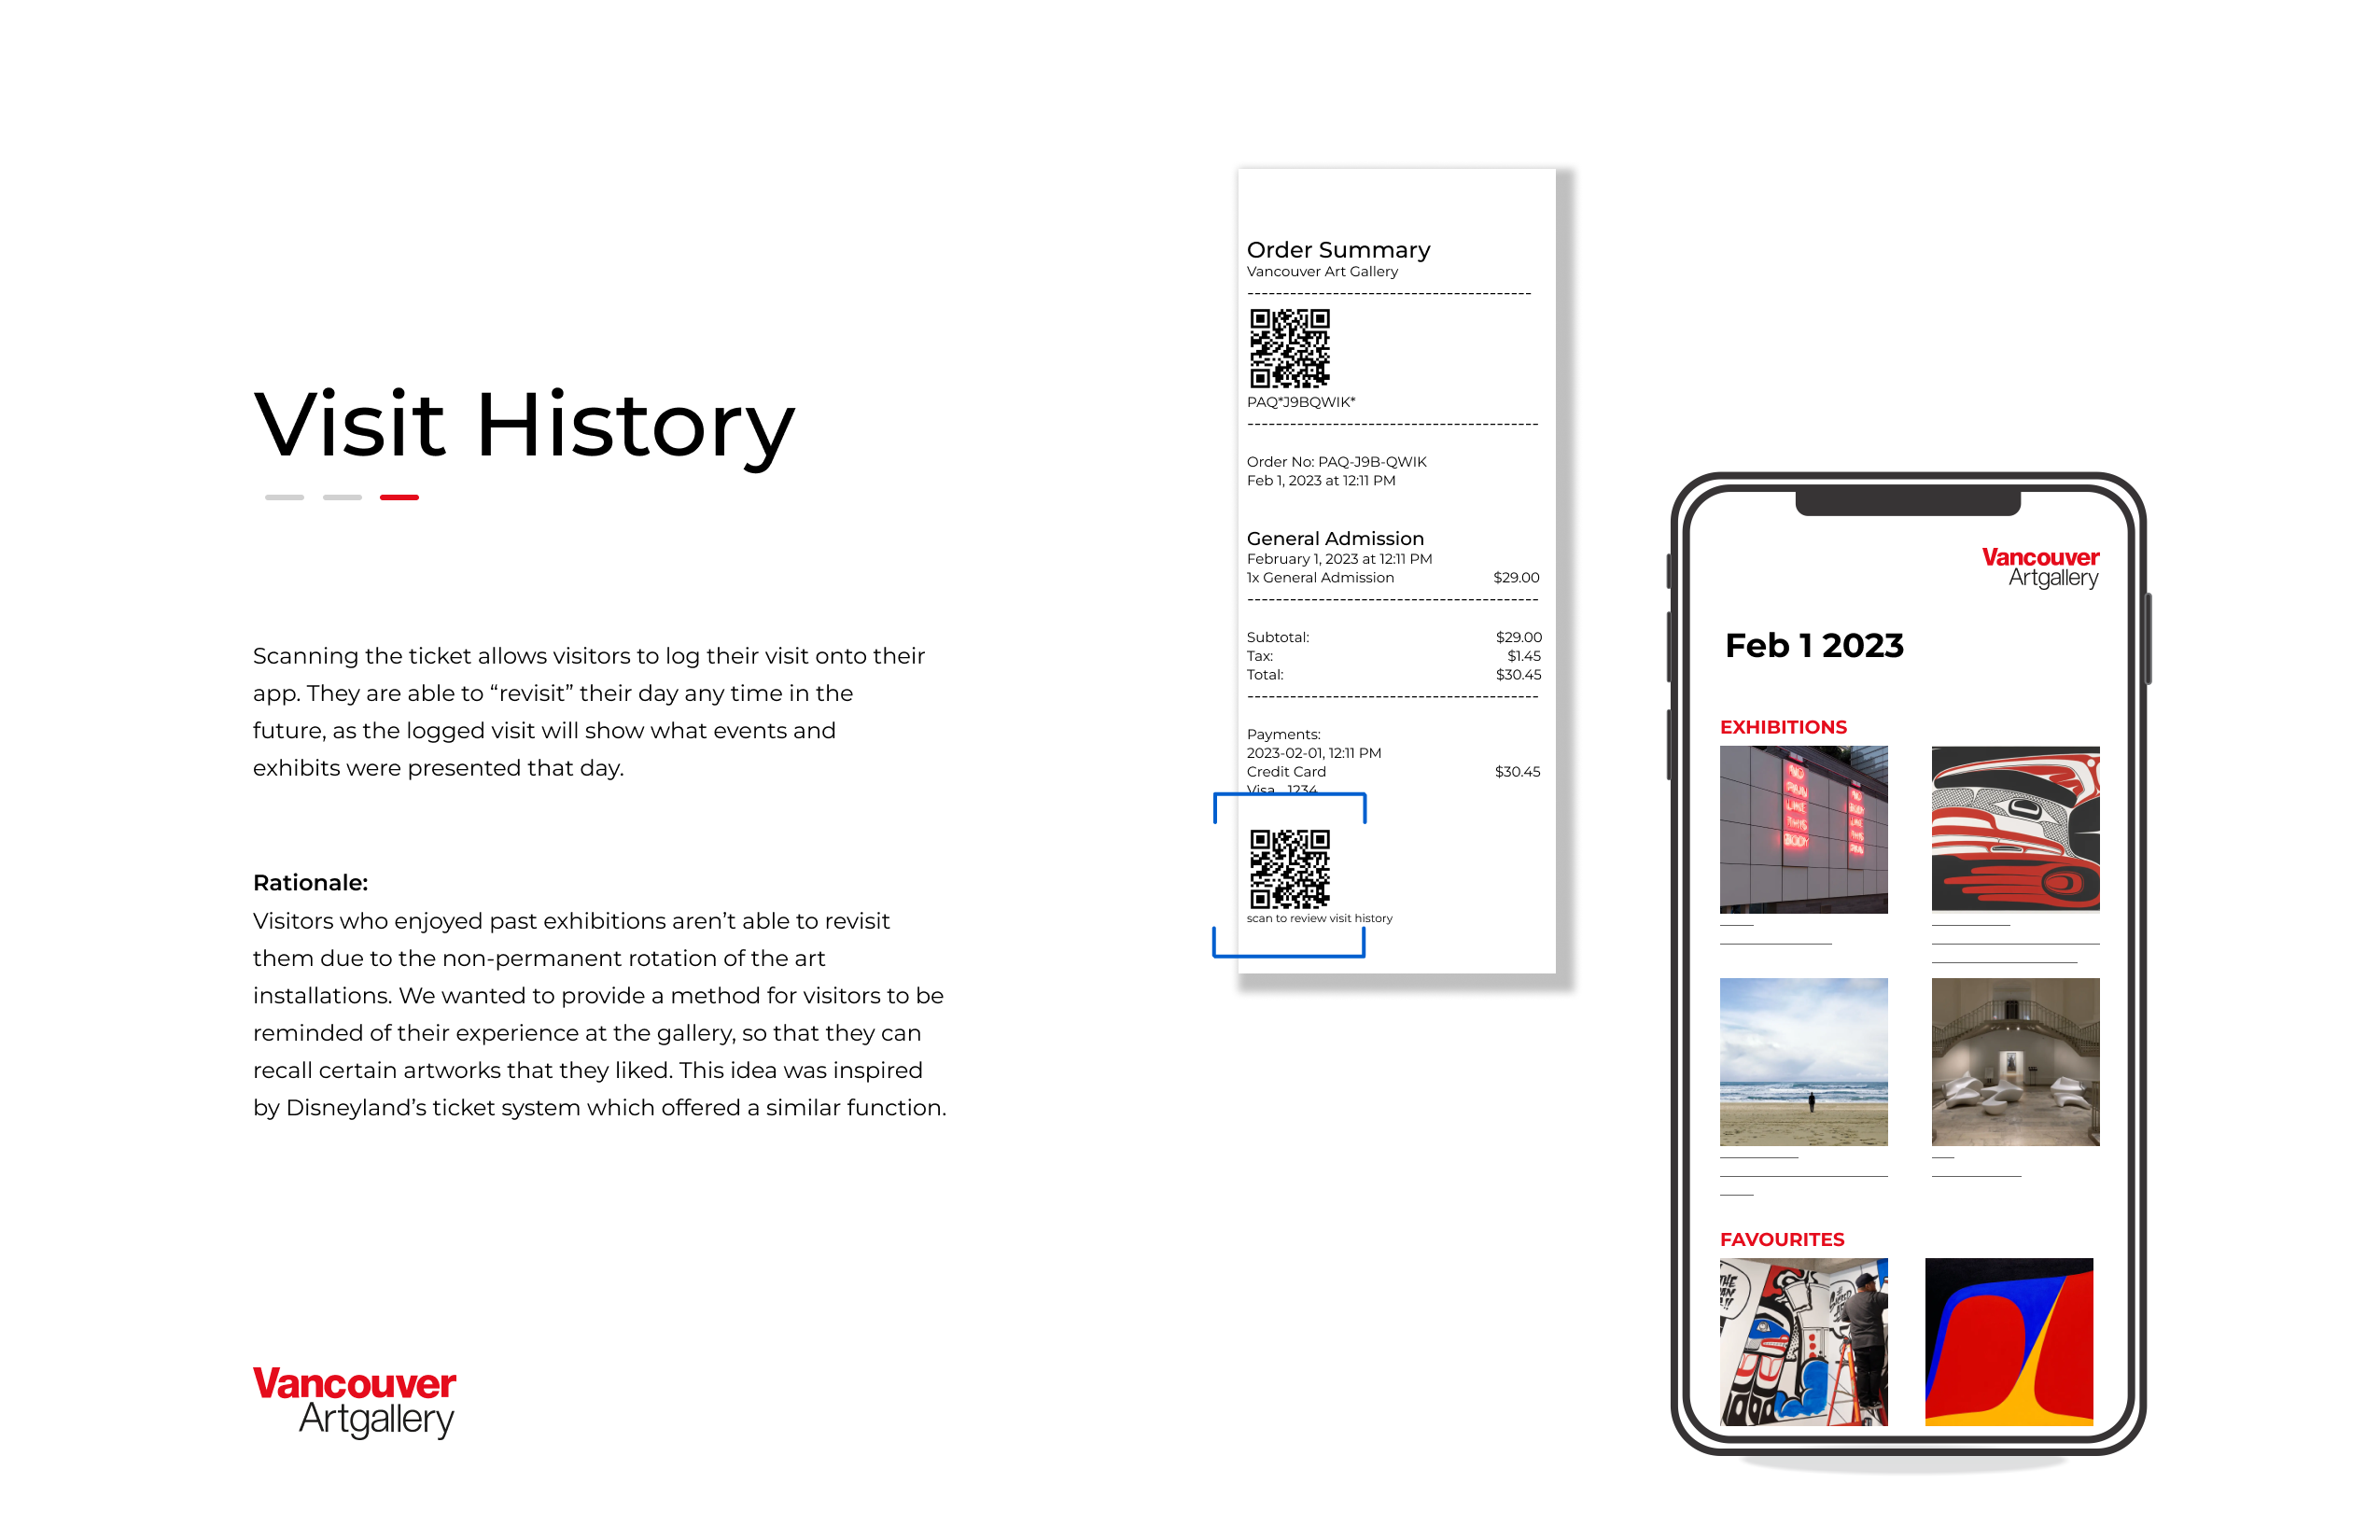 Visit History
Scanning the ticket allows visitors to log their visit onto their
app. They are able to “revisit” their day any time in the
future, as the logged visit will show what events and
exhibits were presented that day.
Rationale:
Visitors who enjoyed past exhibitions aren’t able to revisit
them due to the non-permanent rotation of the art
installations. We wanted to provide a method for visitors to be
reminded of their experience at the gallery, so that they can
recall certain artworks that they liked. This idea was inspired
by Disneyland’s ticket system which offered a similar function.
Vancouver
Artgallery
Order Summary
Vancouver Art Gallery
PAQ*J9BQWIK*
Order No: PAQ-J9B-QWIK
Feb 1, 2023 at 12:11 PM
General Admission
February 1, 2023 at 12:11 PM
1x General Admission $29.00
Subtotal: $29.00
Tax: $1.45
Total: $30.45
Payments:
2023-02-01, 12:11 PM
Credit Card $30.45
Visa 1234
scan to review visit history
Vancouver
Artgallery
Feb 1 2023
EXHIBITIONS
NO
BODY
LIKE
THIS
BODY
FAVOURITES
THE